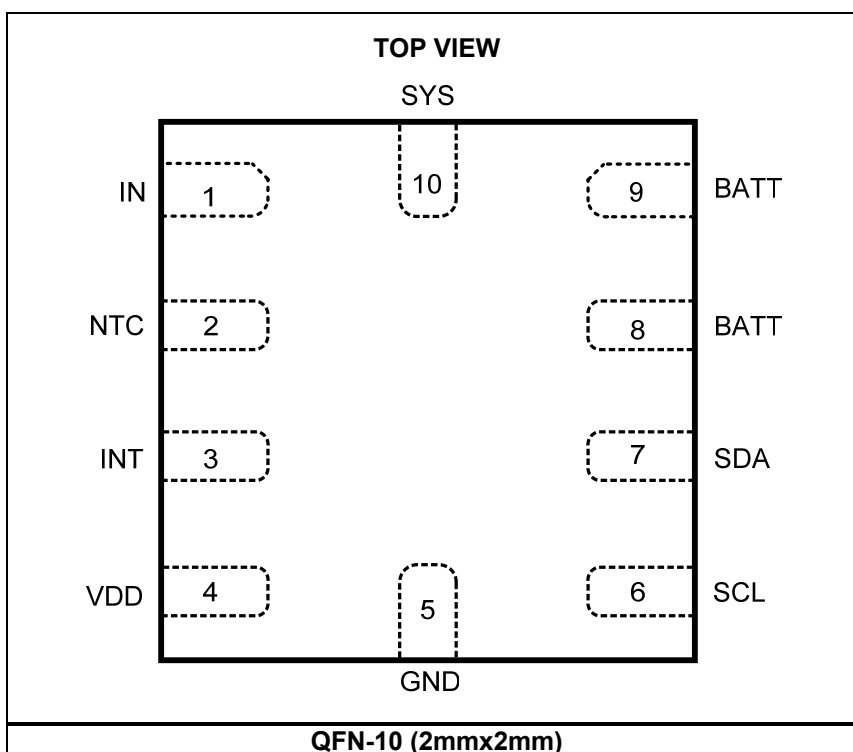 TOP VIEW
SYS
IN 1 10 9 BATT
NTC 2 8 BATT
INT 3 7 SDA
VDD 4 5 6 SCL
GND
QFN-10 (2mmx2mm)